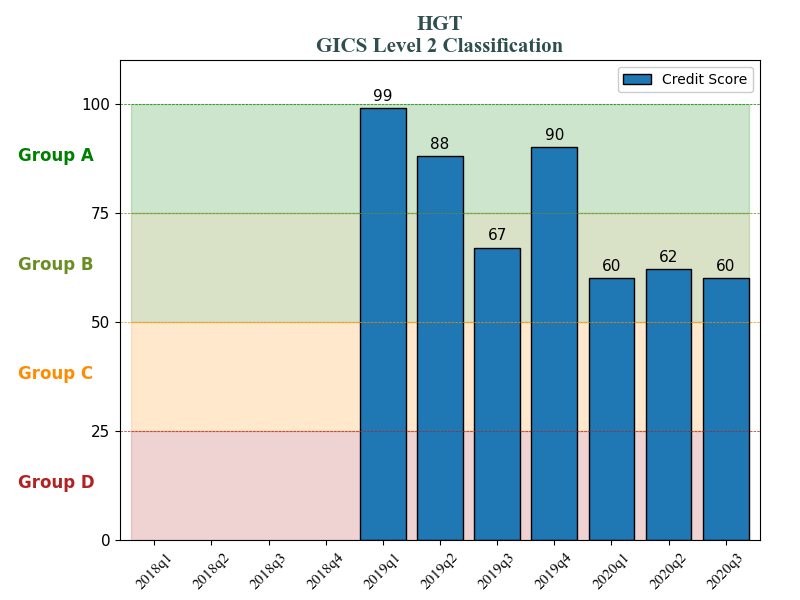 HGT
GICS Level 2 Classification
Credit Score
100
75
50
25
0
Group A
Group B
Group C
Group D
99
88
67
90
60
62
60
2018q1
2018q2
2018q3
2018q4
2019q1
2019q2
2019q3
2019q4
2020q1
2020q2
2020q3